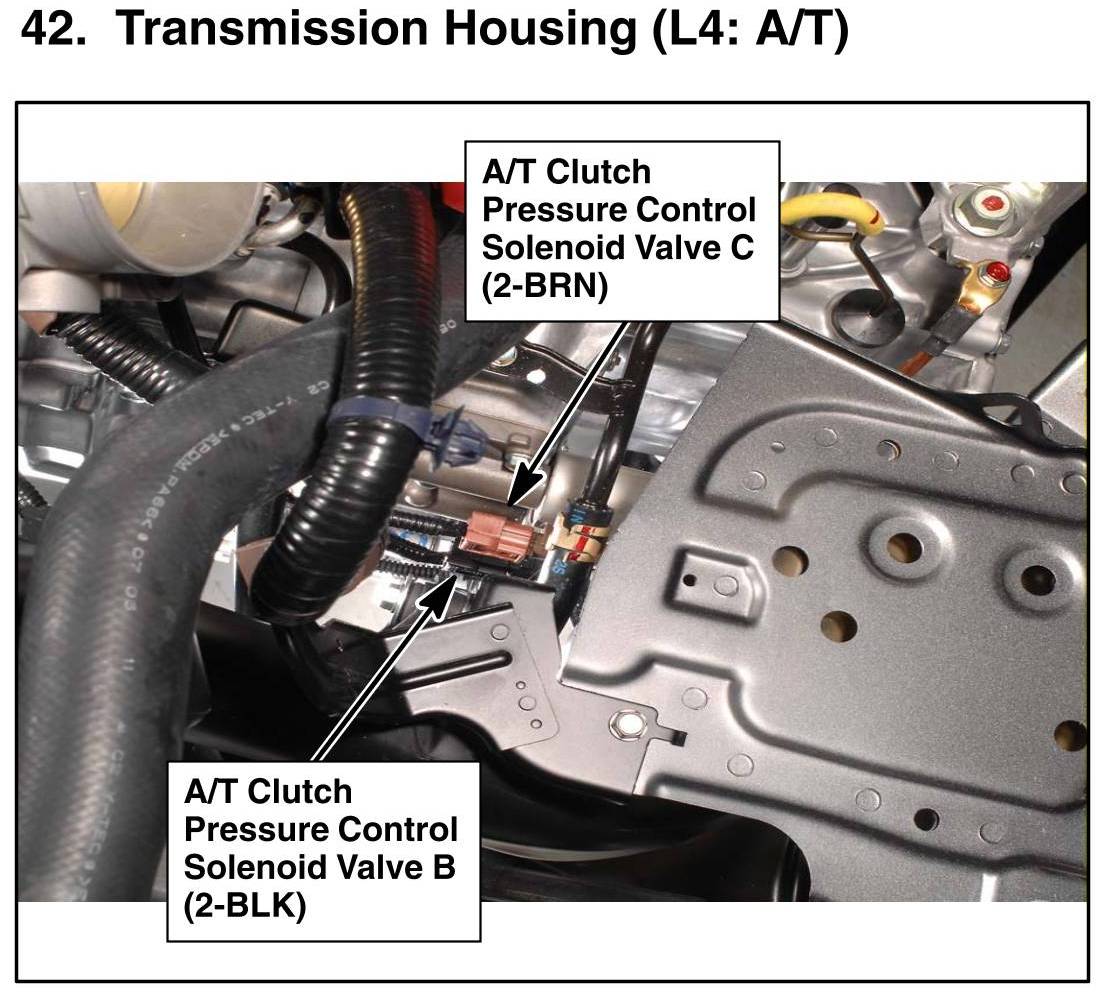 42. Transmission Housing (L4: A/T)
A/T Clutch
Pressure Control
Solenoid Valve C
(2-BRN)
A/T Clutch
Pressure Control
Solenoid Valve B
(2-BLK)